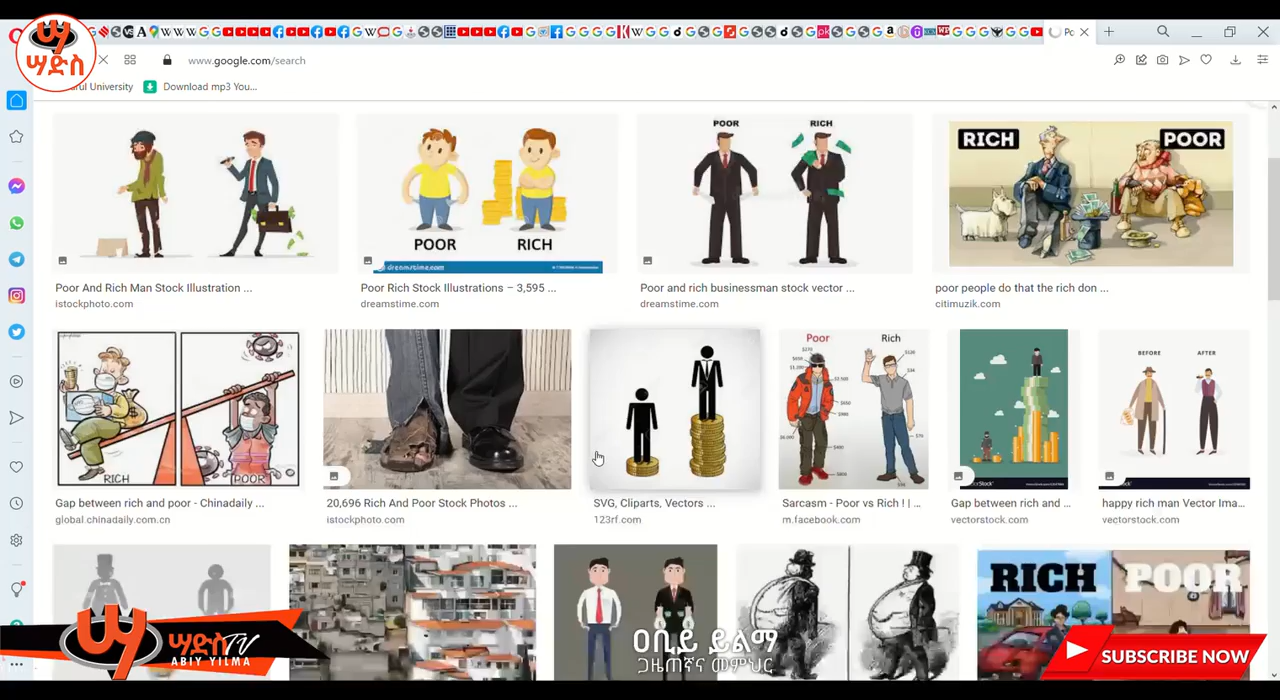 ሣድስ
www.google.com/search
University
Download mp3 You...
POOR
RICH
dreamstime.com
POOR
RICH
RICH
POOR
Poor And Rich Man Stock Illustration ...
istockphoto.com
Poor Rich Stock Illustrations – 3,595 ...
dreamstime.com
Poor and rich businessman stock vector ...
dreamstime.com
poor people do that the rich don ...
citimuzik.com
RICH
POOR
Poor
Rich
BEFORE
AFTER
Gap between rich and poor - Chinadaily ...
global.chinadaily.com.cn
20,696 Rich And Poor Stock Photos ...
istockphoto.com
SVG, Cliparts, Vectors ...
123rf.com
Sarcasm - Poor vs Rich ! | ...
m.facebook.com
Gap between rich and ...
vectorstock.com
happy rich man Vector Ima...
vectorstock.com
RICH
POOR
ሣድስ TV
ABIY YILMA
ዐቢይ ይልማ
ጋዜጠኛና መምህር
SUBSCRIBE NOW